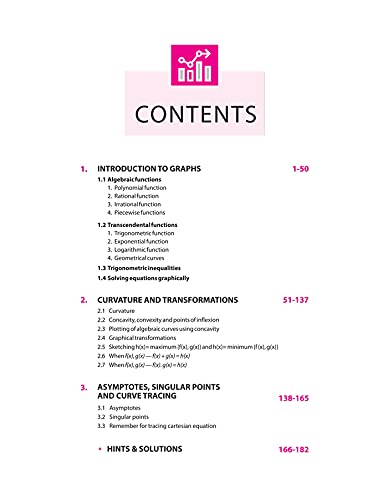 CONTENTS
1. INTRODUCTION TO GRAPHS 1-50
1.1 Algebraic functions
1. Polynomial function
2. Rational function
3. Irrational function
4. Piecewise functions
1.2 Transcendental functions
1. Trigonometric function
2. Exponential function
3. Logarithmic function
4. Geometrical curves
1.3 Trigonometric inequalities
1.4 Solving equations graphically
2. CURVATURE AND TRANSFORMATIONS 51-137
2.1 Curvature
2.2 Concavity, convexity and points of inflexion
2.3 Plotting of algebraic curves using concavity
2.4 Graphical transformations
2.5 Sketching h(x) = maximum {f(x), g(x)} and h(x) = minimum {f(x), g(x)}
2.6 When f(x), g(x) — f(x) + g(x) = h(x)
2.7 When f(x), g(x) — f(x). g(x) = h(x)
3. ASYMPTOTES, SINGULAR POINTS
AND CURVE TRACING 138-165
3.1 Asymptotes
3.2 Singular points
3.3 Remember for tracing cartesian equation
• HINTS & SOLUTIONS 166-182